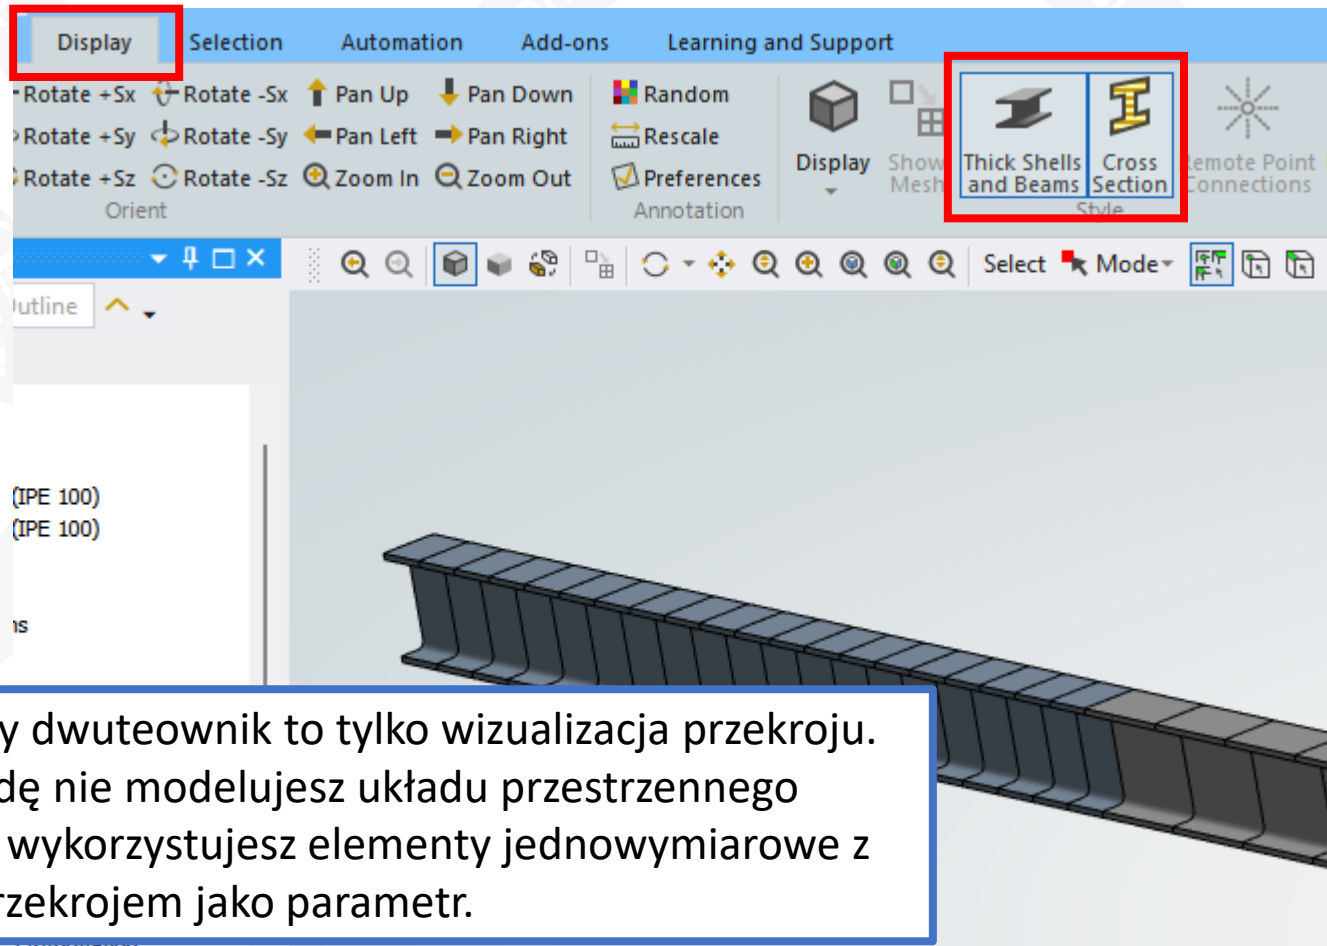 Display Selection Automation Add-ons Learning and Support
Rotate +Sx Rotate -Sx Pan Up Pan Down Random
Rotate +Sy Rotate -Sy Pan Left Pan Right Rescale
Rotate +Sz Rotate -Sz Zoom In Zoom Out Preferences
Display Show Thick Shells Cross Remote Point
Mesh and Beams Section Connections
Orient Annotation Style
Outline
Select Mode
(IPE 100)
(IPE 100)
ns
y dwuteownik to tylko wizualizacja przekroju.
dę nie modelujesz układu przestrzennego
wykorzystujesz elementy jednowymiarowe z
rzekrojem jako parametr.